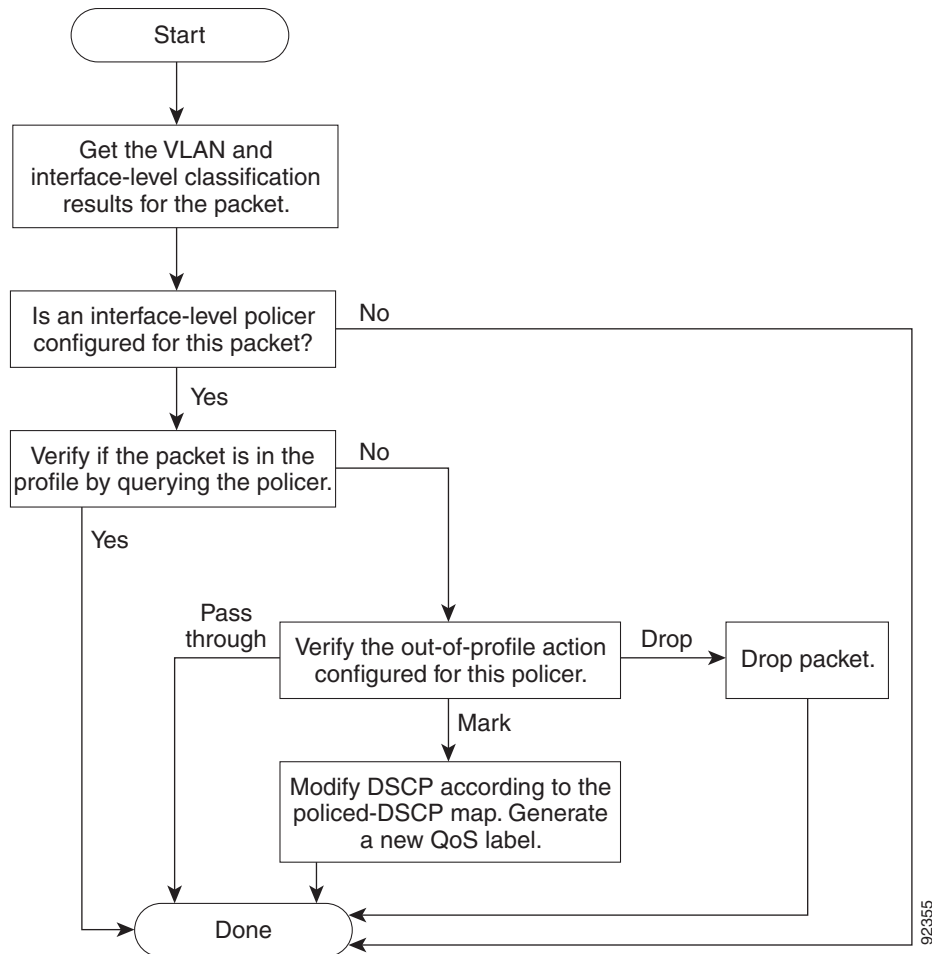 Start
Get the VLAN and
interface-level classification
results for the packet.
Is an interface-level policer
configured for this packet?
No
Yes
Verify if the packet is in the
profile by querying the policer.
No
Yes
Pass
through
Verify the out-of-profile action
configured for this policer.
Drop
Drop packet.
Mark
Modify DSCP according to the
policed-DSCP map. Generate
a new QoS label.
Done
92355